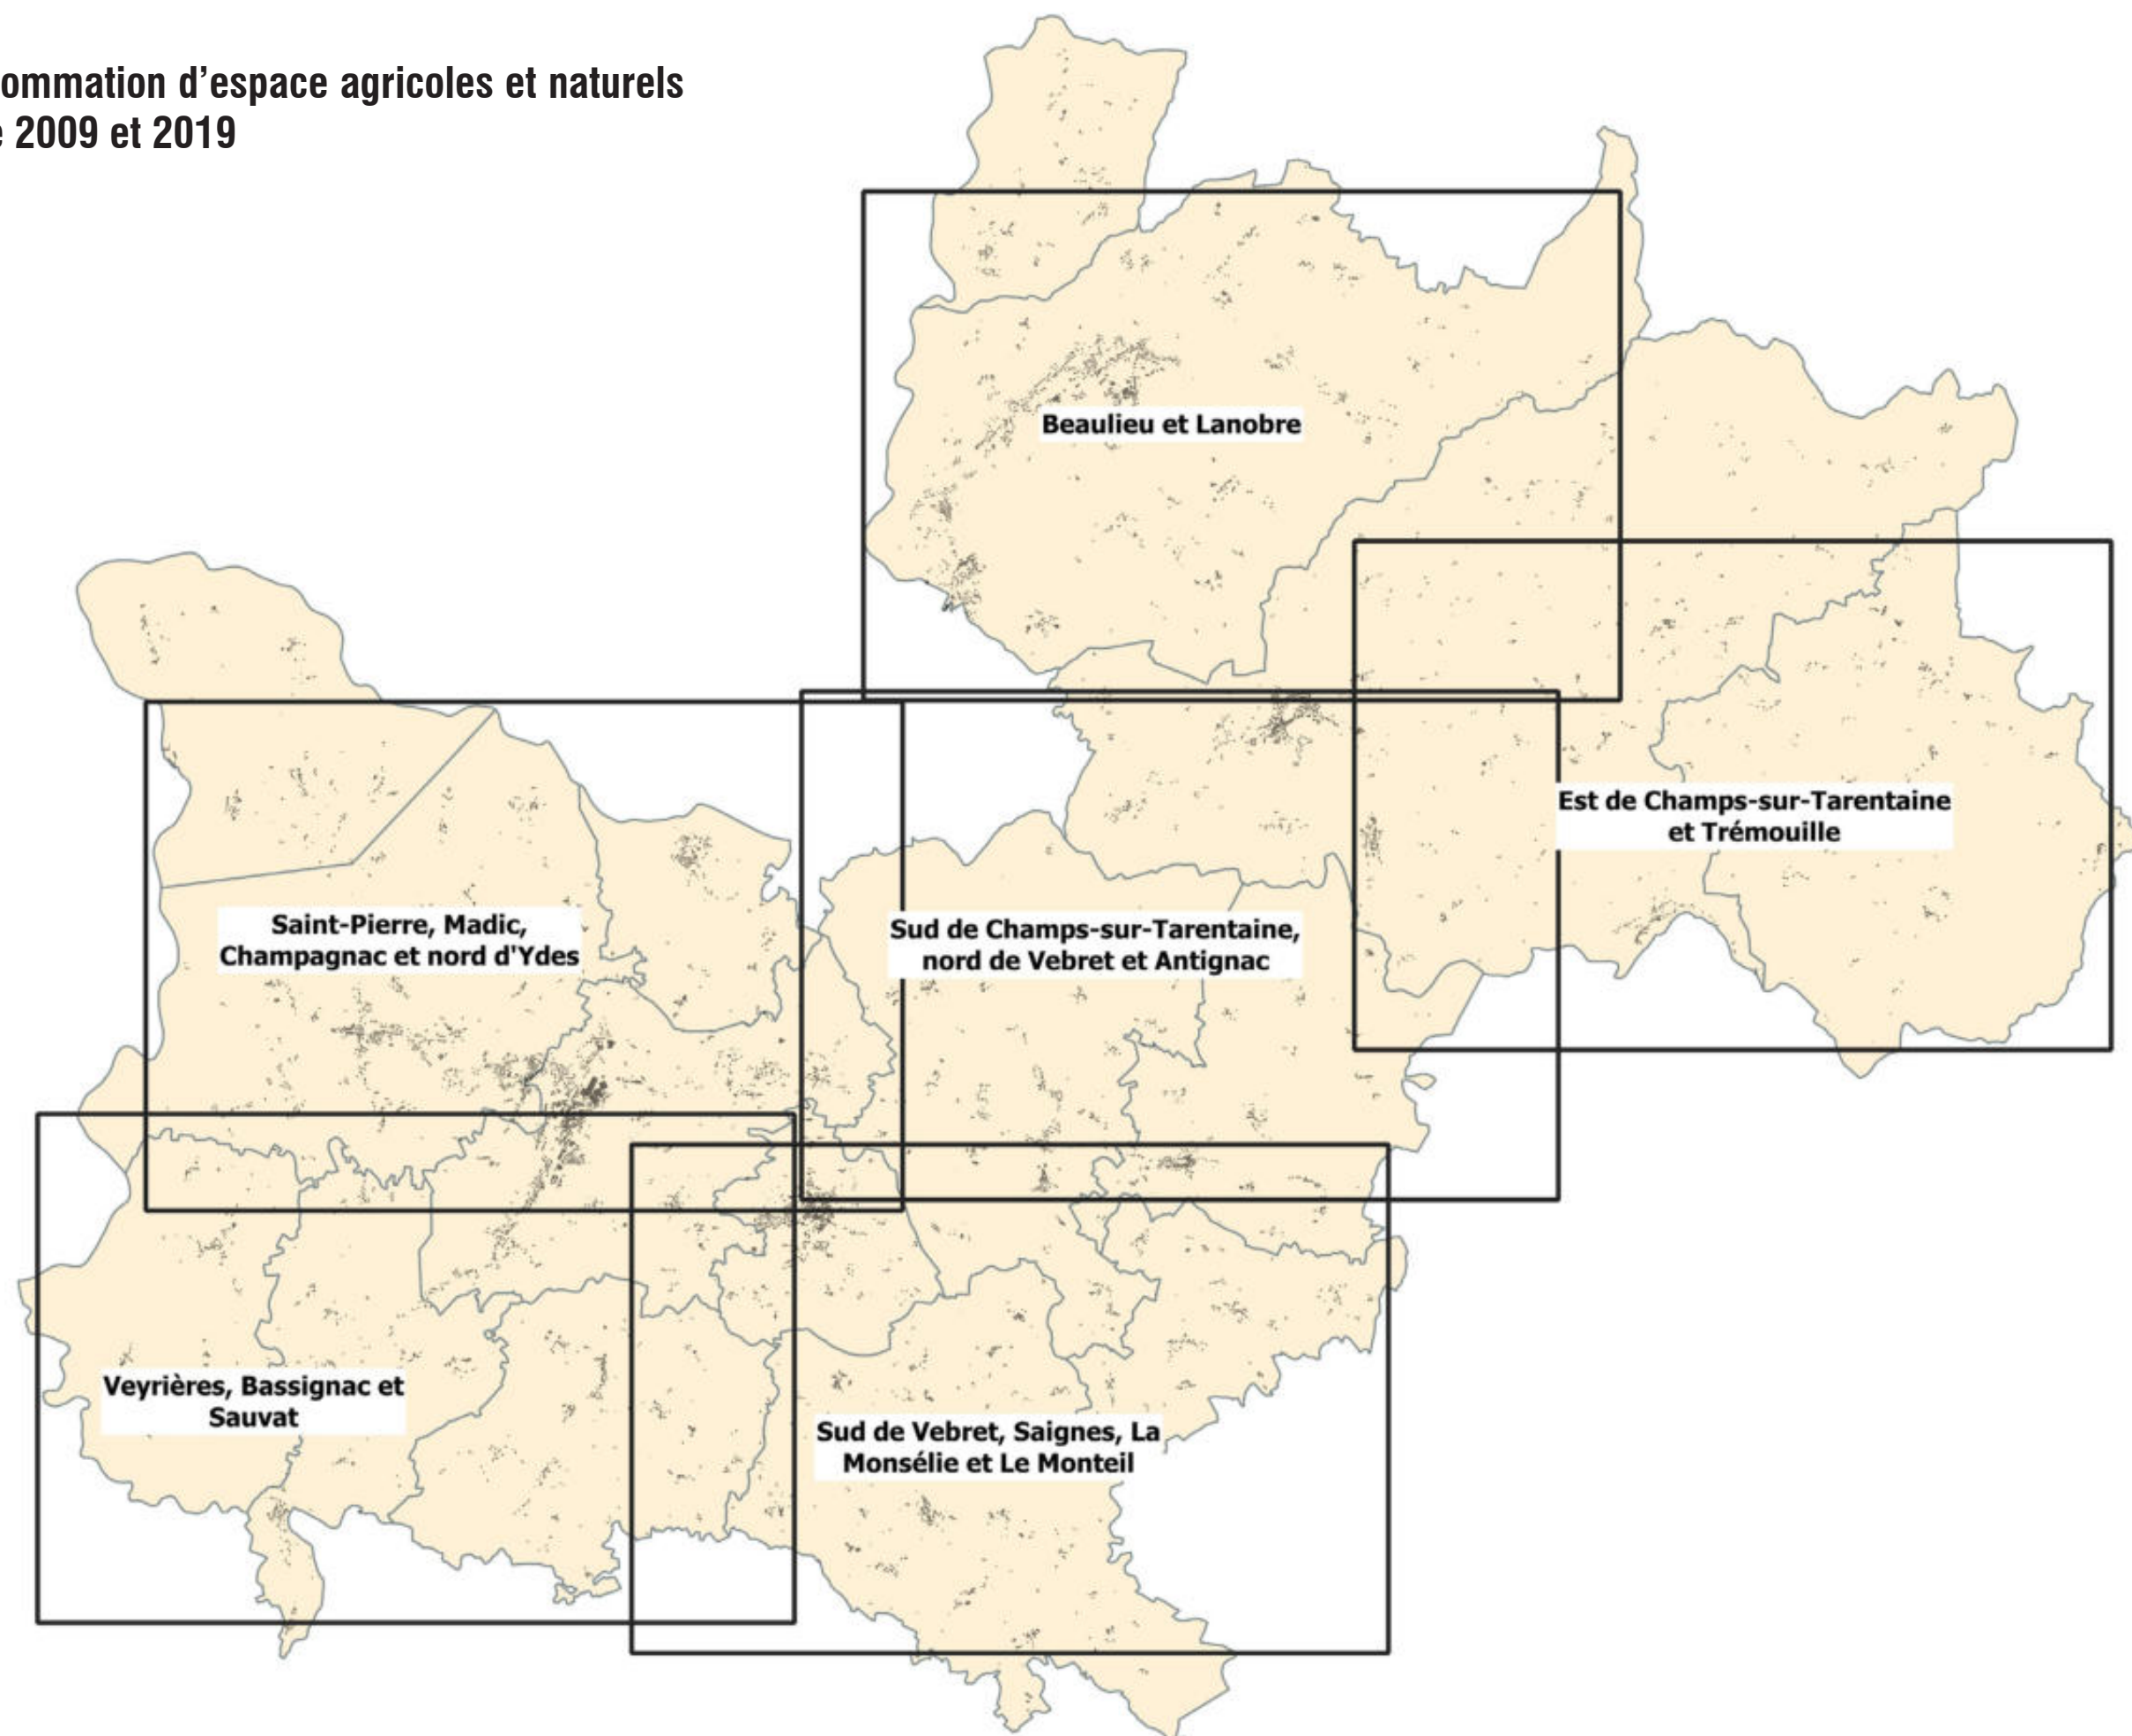 ommation d'espace agricoles et naturels
2009 et 2019
Beaulieu et Lanobre
Est de Champs-sur-Tarentaine
et Trémouille
Saint-Pierre, Madic,
Champagnac et nord d'Ydes
Sud de Champs-sur-Tarentaine,
nord de Vebret et Antignac
Veyrières, Bassignac et
Sauvat
Sud de Vebret, Saignes, La
Monsélie et Le Monteil